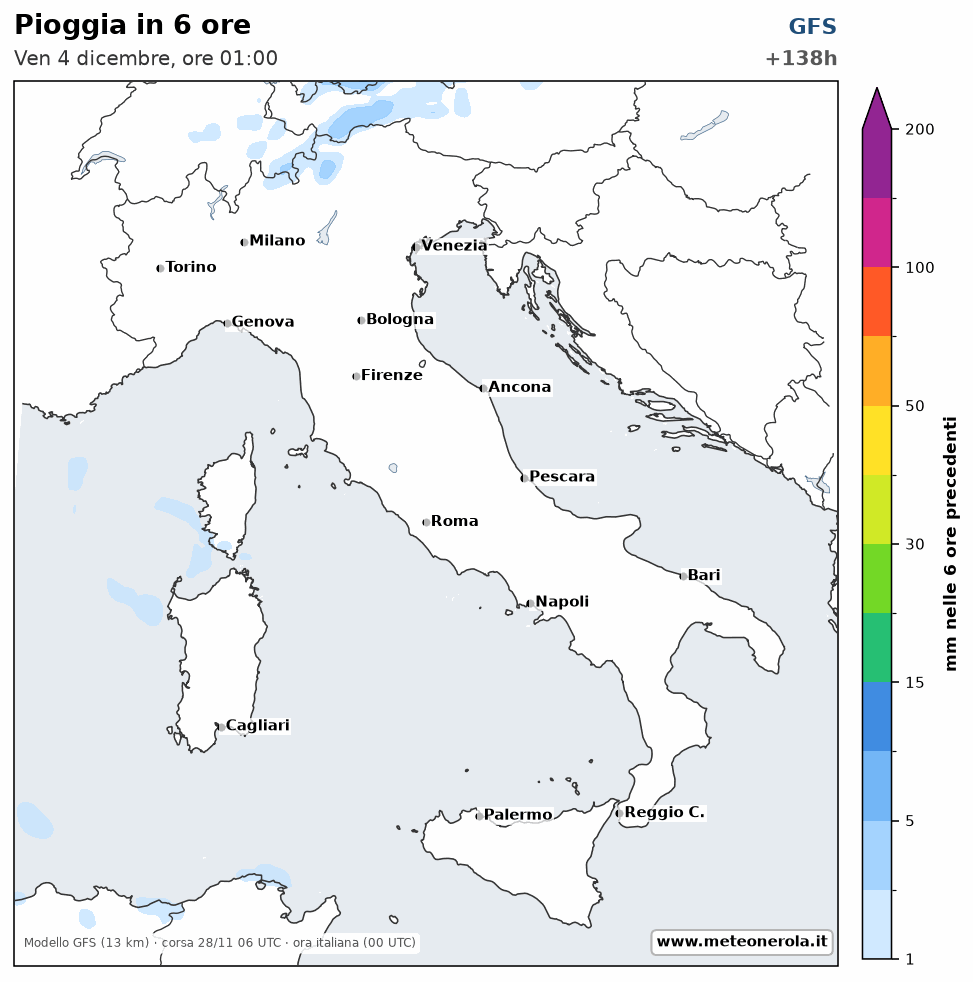 Pioggia in 6 ore
GFS
Ven 4 dicembre, ore 01:00
+138h
200
100
50
30
15
5
1
mm nelle 6 ore precedenti
Milano
Venezia
Torino
Genova
Bologna
Firenze
Ancona
Pescara
Roma
Bari
Napoli
Cagliari
Palermo
Reggio C.
Modello GFS (13 km) · corsa 28/11 06 UTC · ora italiana (00 UTC)
www.meteonerola.it